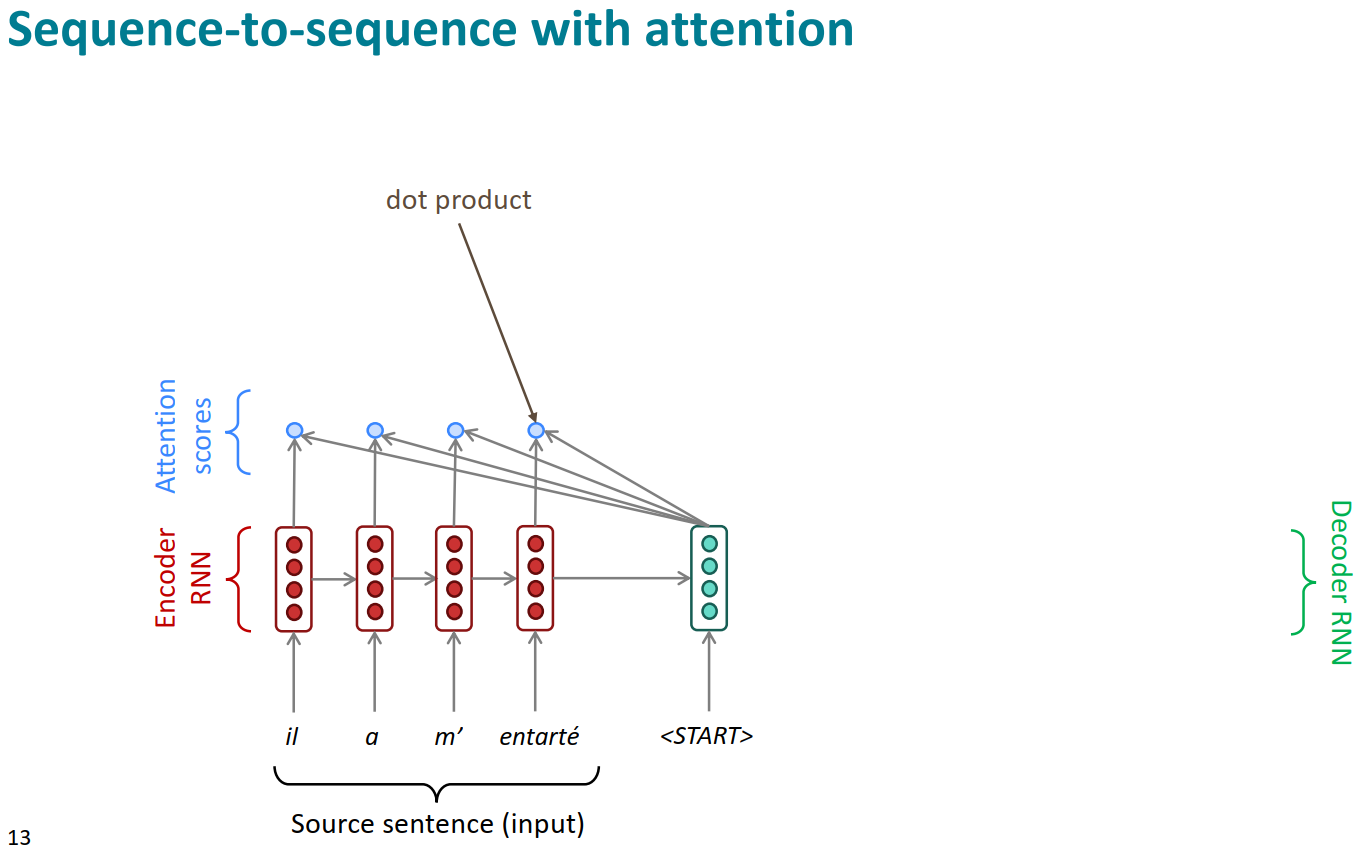 Sequence-to-sequence with attention
dot product
Attention
scores
Encoder
RNN
Decoder RNN
il a m’ entarté <START>
Source sentence (input)
13